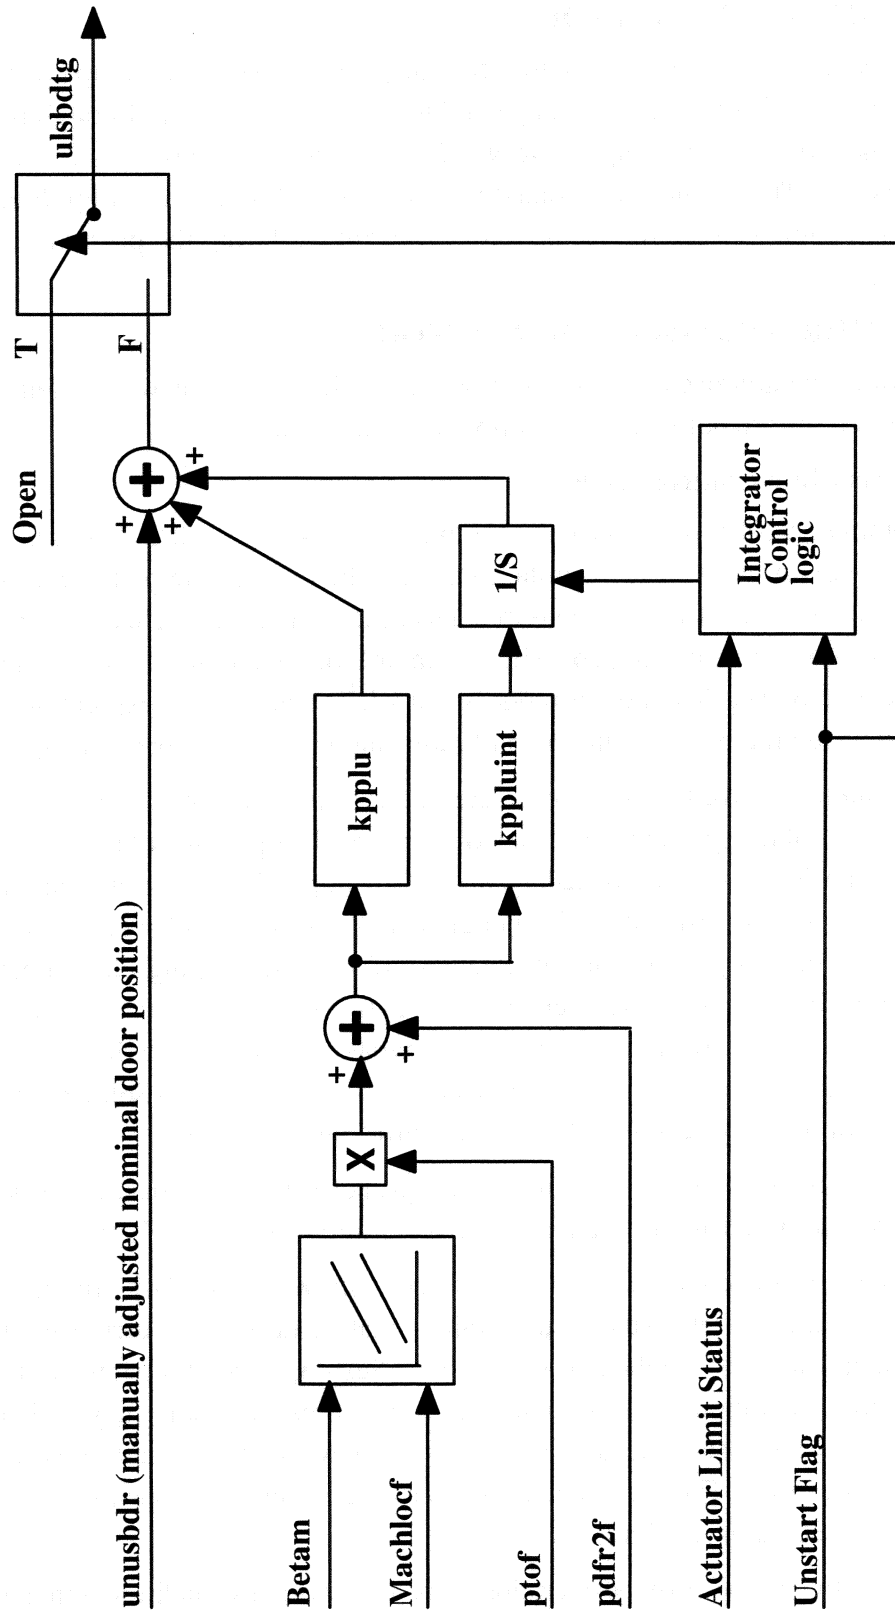 Open
T
F
ulsbdtg
unusbdr (manually adjusted nominal door position)
+
+
+
+
kpplu
kppluint
1/S
Integrator
Control
logic
+
+
+
X
Betam
Machlocf
ptof
pdfr2f
Actuator Limit Status
Unstart Flag